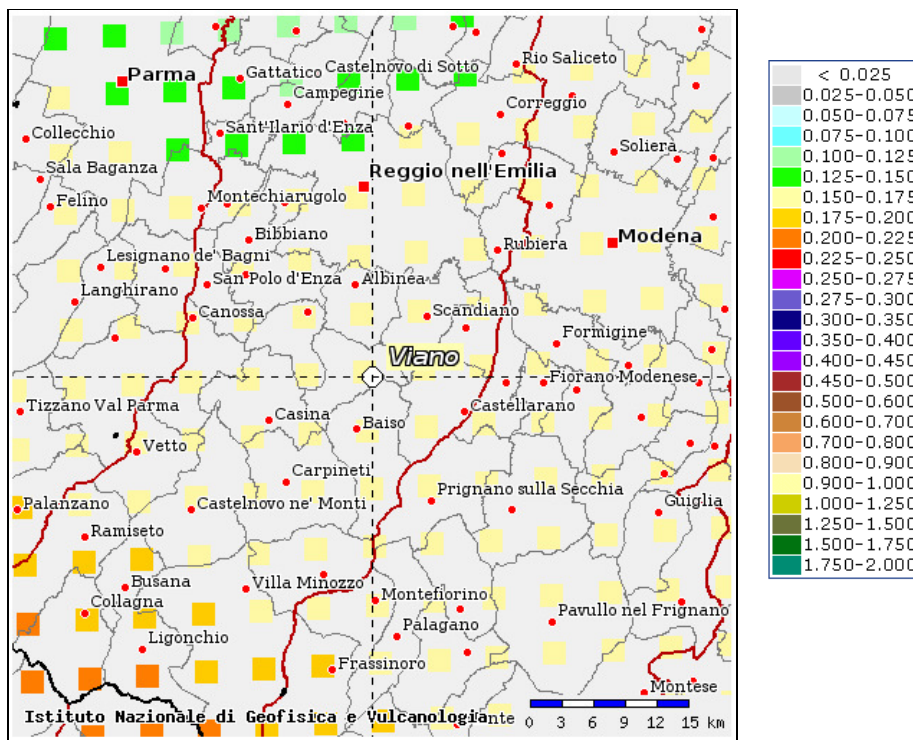 Parma
Gattatico
Castelnovo di Sotto
Rio Saliceto
Campegine
Correggio
Collecchio
Sant'Ilario d'Enza
Soliera
Sala Baganza
Reggio nell'Emilia
Felino
Montechiarugolo
Bibbiano
Rubiera
Modena
Lesignano de' Bagni
San Polo d'Enza
Albinea
Langhirano
Canossa
Scandiano
Formigine
Viano
Fiorano Modenese
Tizzano Val Parma
Casina
Castellarano
Baiso
Vetto
Carpineti
Palanzano
Castelnovo ne' Monti
Prignano sulla Secchia
Guiglia
Ramiseto
Busana
Villa Minozzo
Collagna
Montefiorino
Pavullo nel Frignano
Ligonchio
Palagano
Frassinoro
Montese
Istituto Nazionale di Geofisica e Vulcanologia
0 3 6 9 12 15 km
< 0.025
0.025-0.050
0.050-0.075
0.075-0.100
0.100-0.125
0.125-0.150
0.150-0.175
0.175-0.200
0.200-0.225
0.225-0.250
0.250-0.275
0.275-0.300
0.300-0.350
0.350-0.400
0.400-0.450
0.450-0.500
0.500-0.600
0.600-0.700
0.700-0.800
0.800-0.900
0.900-1.000
1.000-1.250
1.250-1.500
1.500-1.750
1.750-2.000